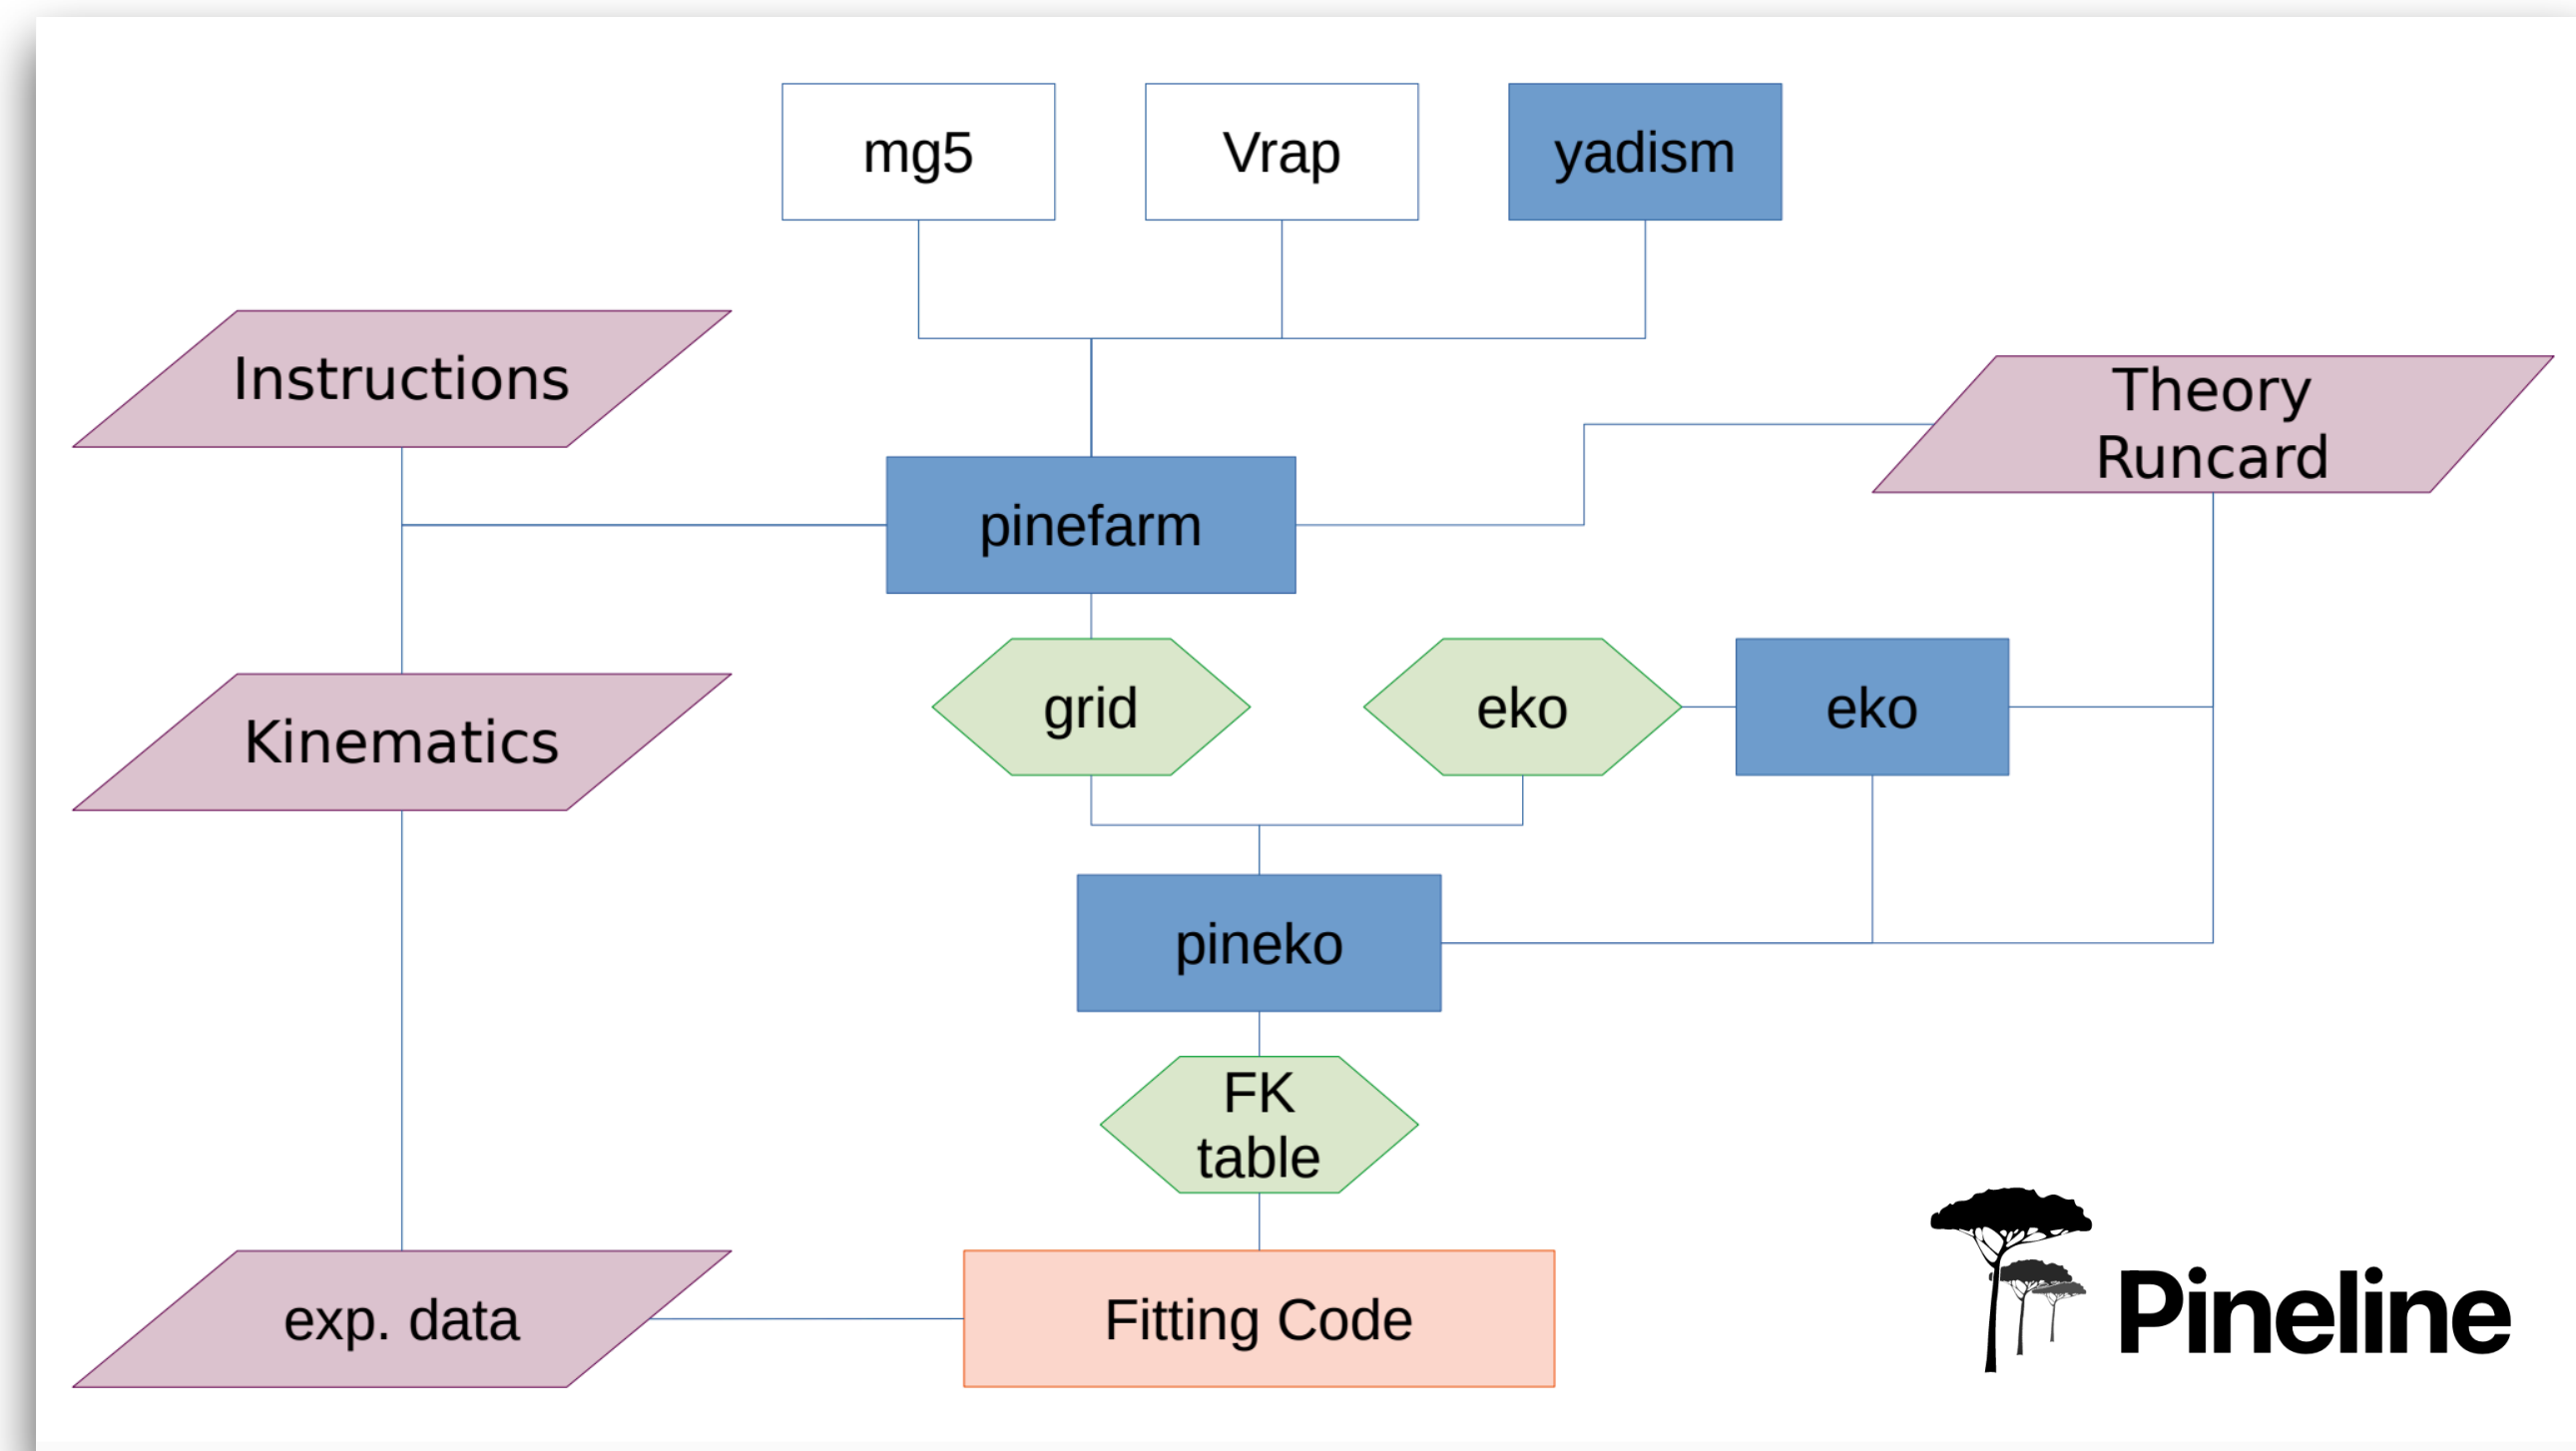 mg5
Vrap
yadism
Instructions
Theory
Runcard
pinefarm
Kinematics
grid
eko
eko
pineko
FK
table
exp. data
Fitting Code
Pineline